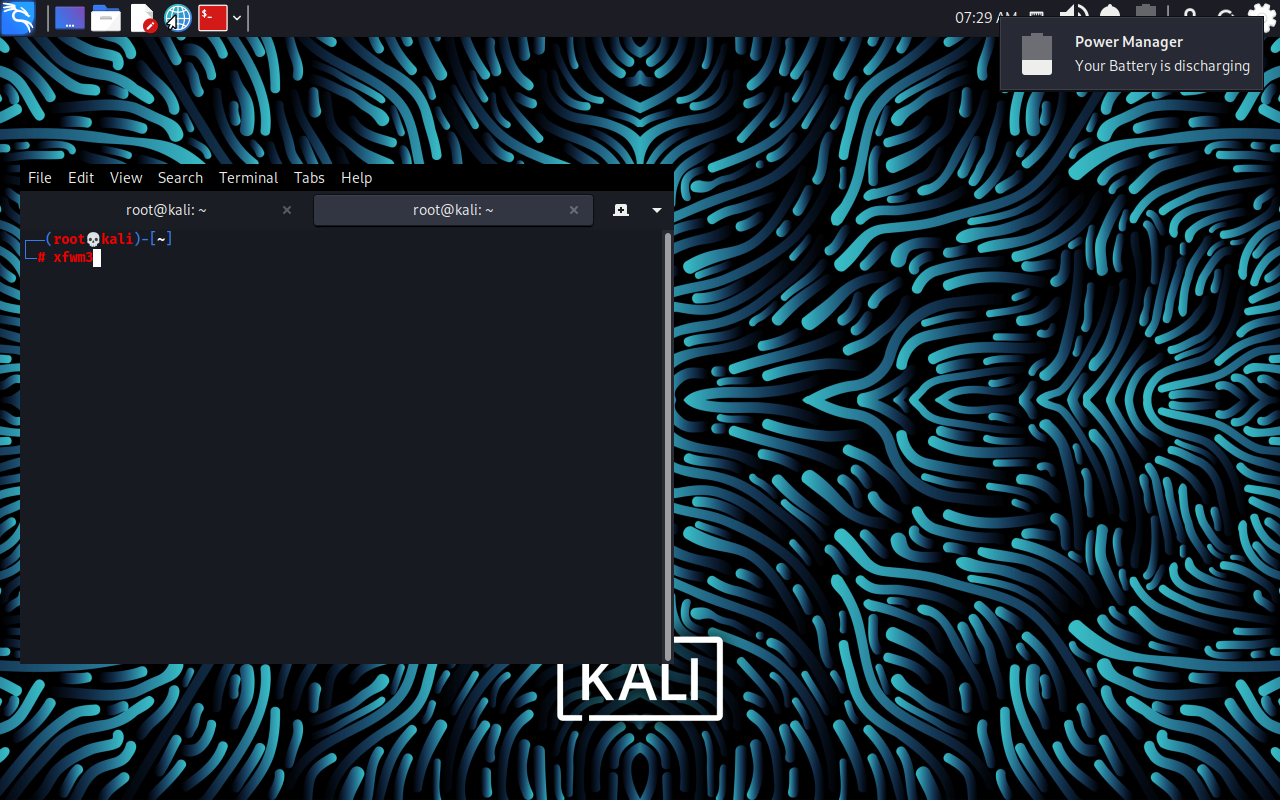 07:29 AM
Power Manager
Your Battery is discharging
File Edit View Search Terminal Tabs Help
root@kali: ~ root@kali: ~
┌──(root💀kali)-[~]
└─# xfwm3
KALI